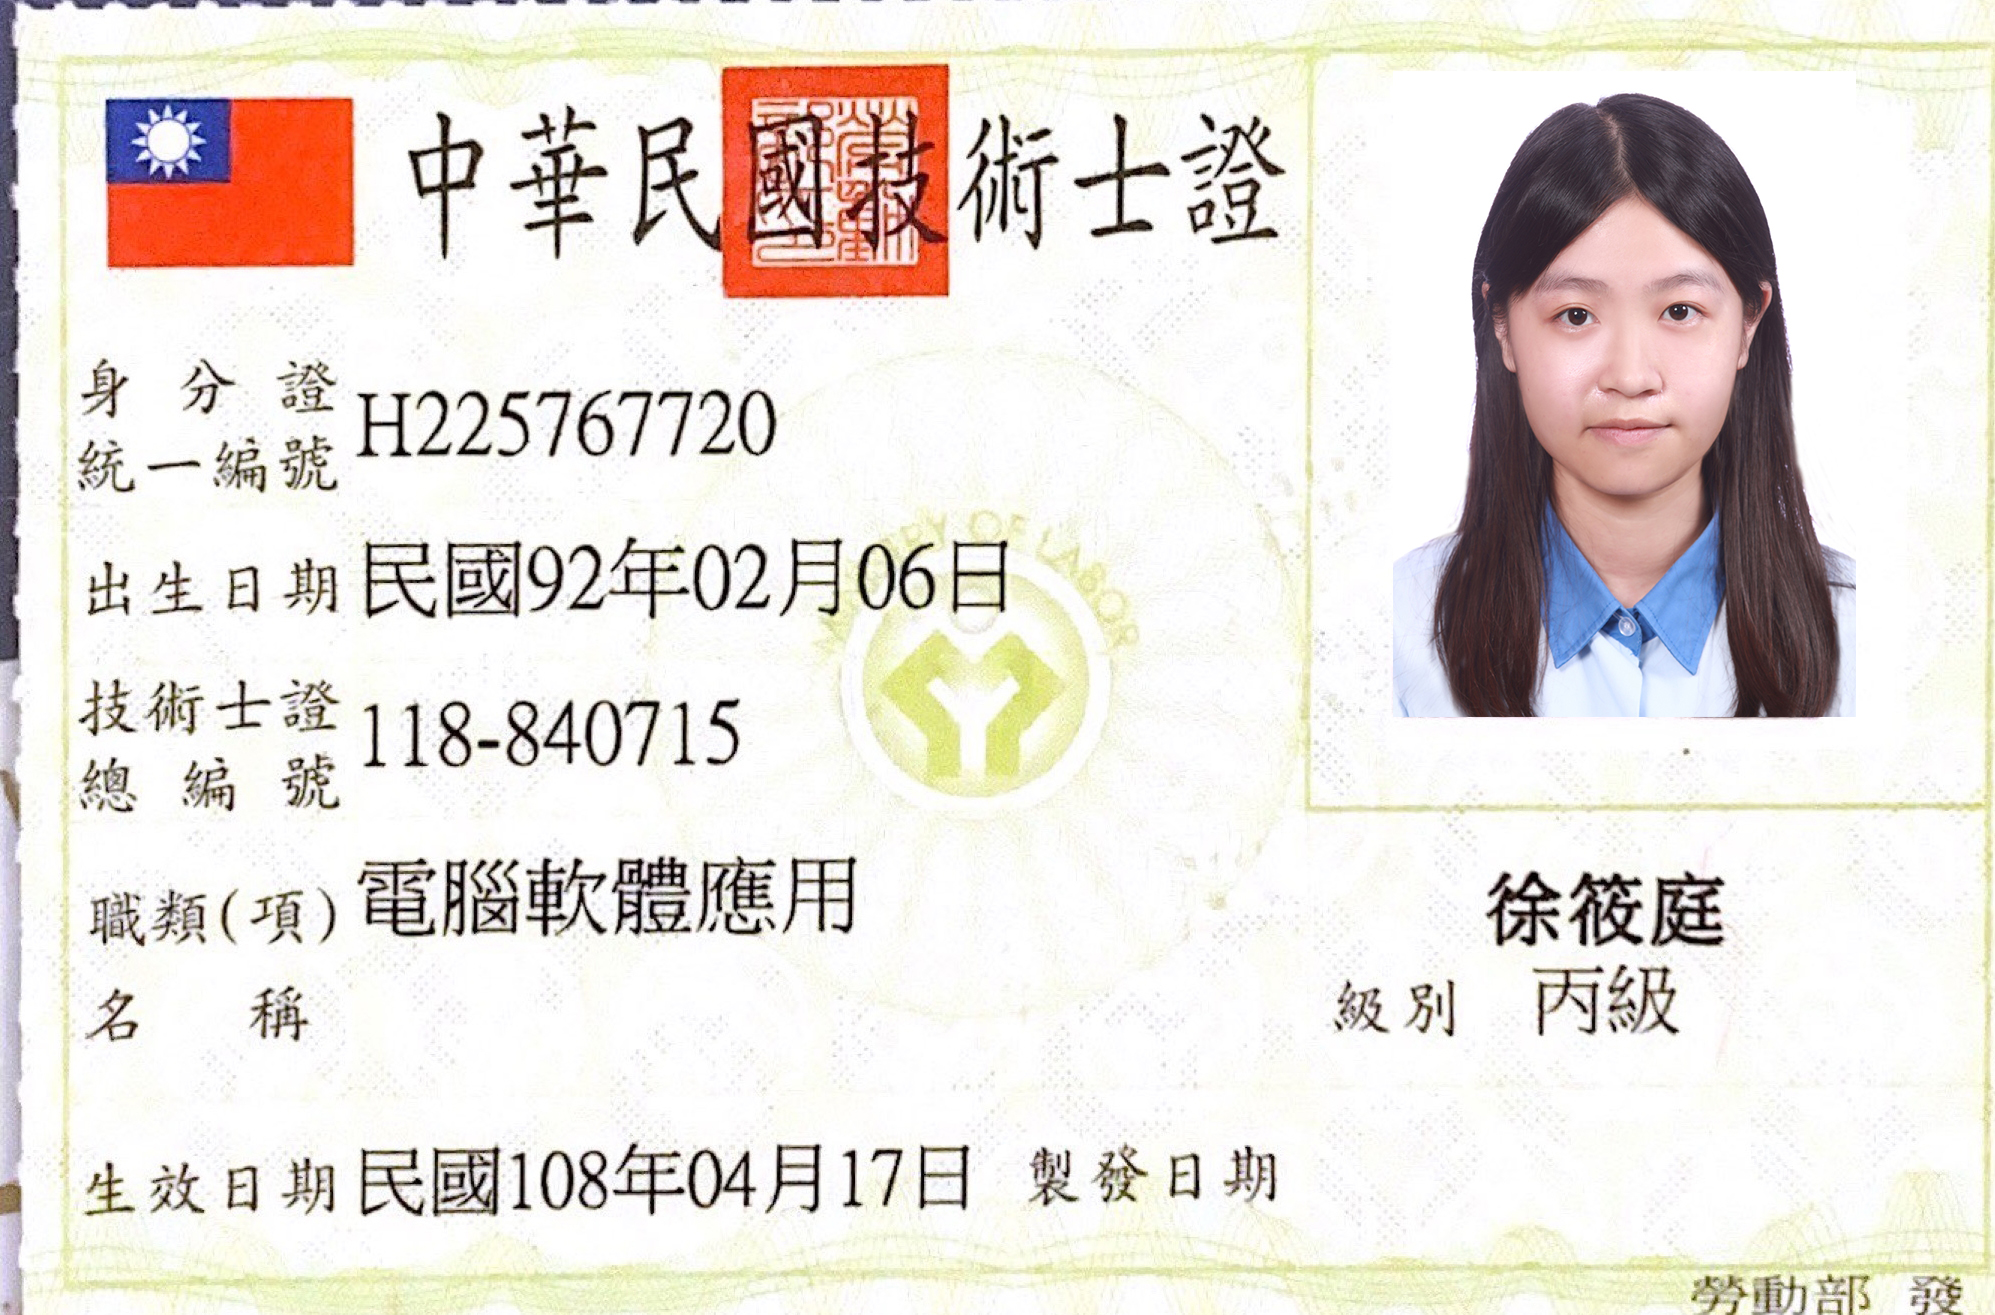 中華民國技術士證
身分證
統一編號 H225767720
出生日期 民國92年02月06日
MINISTRY OF LABOR
技術士證
總編號 118-840715
職類(項) 電腦軟體應用
名稱
徐筱庭
級別 丙級
生效日期 民國108年04月17日 製發日期
勞動部 發